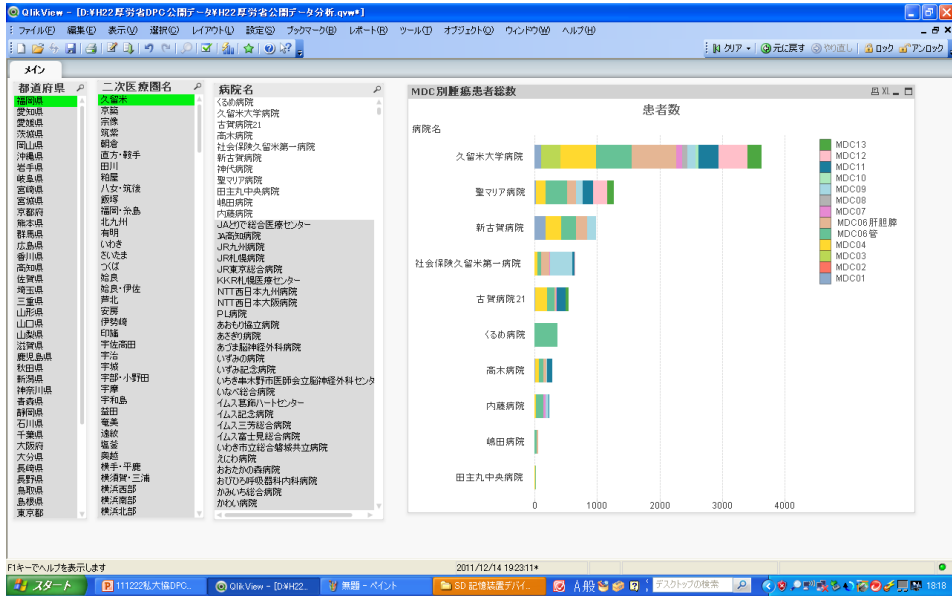 QlikView - [D:¥H22厚労省DPC公開データ¥H22厚労省公開データ分析.qvw*]
ファイル(F) 編集(E) 表示(V) 選択(C) レイアウト(L) 設定(S) ブックマーク(B) レポート(R) ツール(T) オブジェクト(O) ウィンドウ(W) ヘルプ(H)
クリア 元に戻す やり直し ロック アンロック
メイン
都道府県
福岡県
愛知県
愛媛県
茨城県
岡山県
沖縄県
岩手県
岐阜県
宮崎県
宮城県
京都府
熊本県
群馬県
広島県
香川県
高知県
佐賀県
埼玉県
三重県
山形県
山口県
山梨県
滋賀県
鹿児島県
秋田県
新潟県
神奈川県
青森県
静岡県
石川県
千葉県
大阪府
大分県
長崎県
長野県
鳥取県
島根県
東京都
二次医療圏名
久留米
京築
宗像
筑紫
朝倉
直方・鞍手
田川
粕屋
八女・筑後
飯塚
福岡・糸島
北九州
有明
いわき
さいたま
つくば
姶良
姶良・伊佐
芦北
安房
伊勢崎
印旛
宇佐高田
宇治
宇城
宇部・小野田
宇摩
宇和島
益田
奄美
遠紋
塩釜
奥越
横手・平鹿
横須賀・三浦
横浜西部
横浜南部
横浜北部
病院名
くるめ病院
久留米大学病院
古賀病院21
高木病院
社会保険久留米第一病院
新古賀病院
神代病院
聖マリア病院
田主丸中央病院
嶋田病院
内藤病院
JAとりで総合医療センター
JA高知病院
JR九州病院
JR札幌病院
JR東京総合病院
KKR札幌医療センター
NTT西日本九州病院
NTT西日本大阪病院
PL病院
あおもり協立病院
あさぎり病院
あづま脳神経外科病院
いずみの病院
いずみ記念病院
いちき串木野市医師会立脳神経外科センタ
いなべ総合病院
イムス葛飾ハートセンター
イムス記念病院
イムス三芳総合病院
イムス富士見総合病院
いわき市立総合磐城共立病院
えにわ病院
おおたかの森病院
おびひろ呼吸器科内科病院
かみいち総合病院
かわい病院
MDC別腫瘍患者総数
XL
患者数
病院名
久留米大学病院
聖マリア病院
新古賀病院
社会保険久留米第一病院
古賀病院21
くるめ病院
高木病院
内藤病院
嶋田病院
田主丸中央病院
0 1000 2000 3000 4000
MDC13
MDC12
MDC11
MDC10
MDC09
MDC08
MDC07
MDC06肝胆膵
MDC06管
MDC04
MDC03
MDC02
MDC01
F1キーでヘルプを表示します
2011/12/14 19:23:11*
スタート 111222私大協DPC... QlikView - [D:¥H22... 無題 - ペイント SD 記憶装置デバイ... A般 デスクトップの検索 18:18